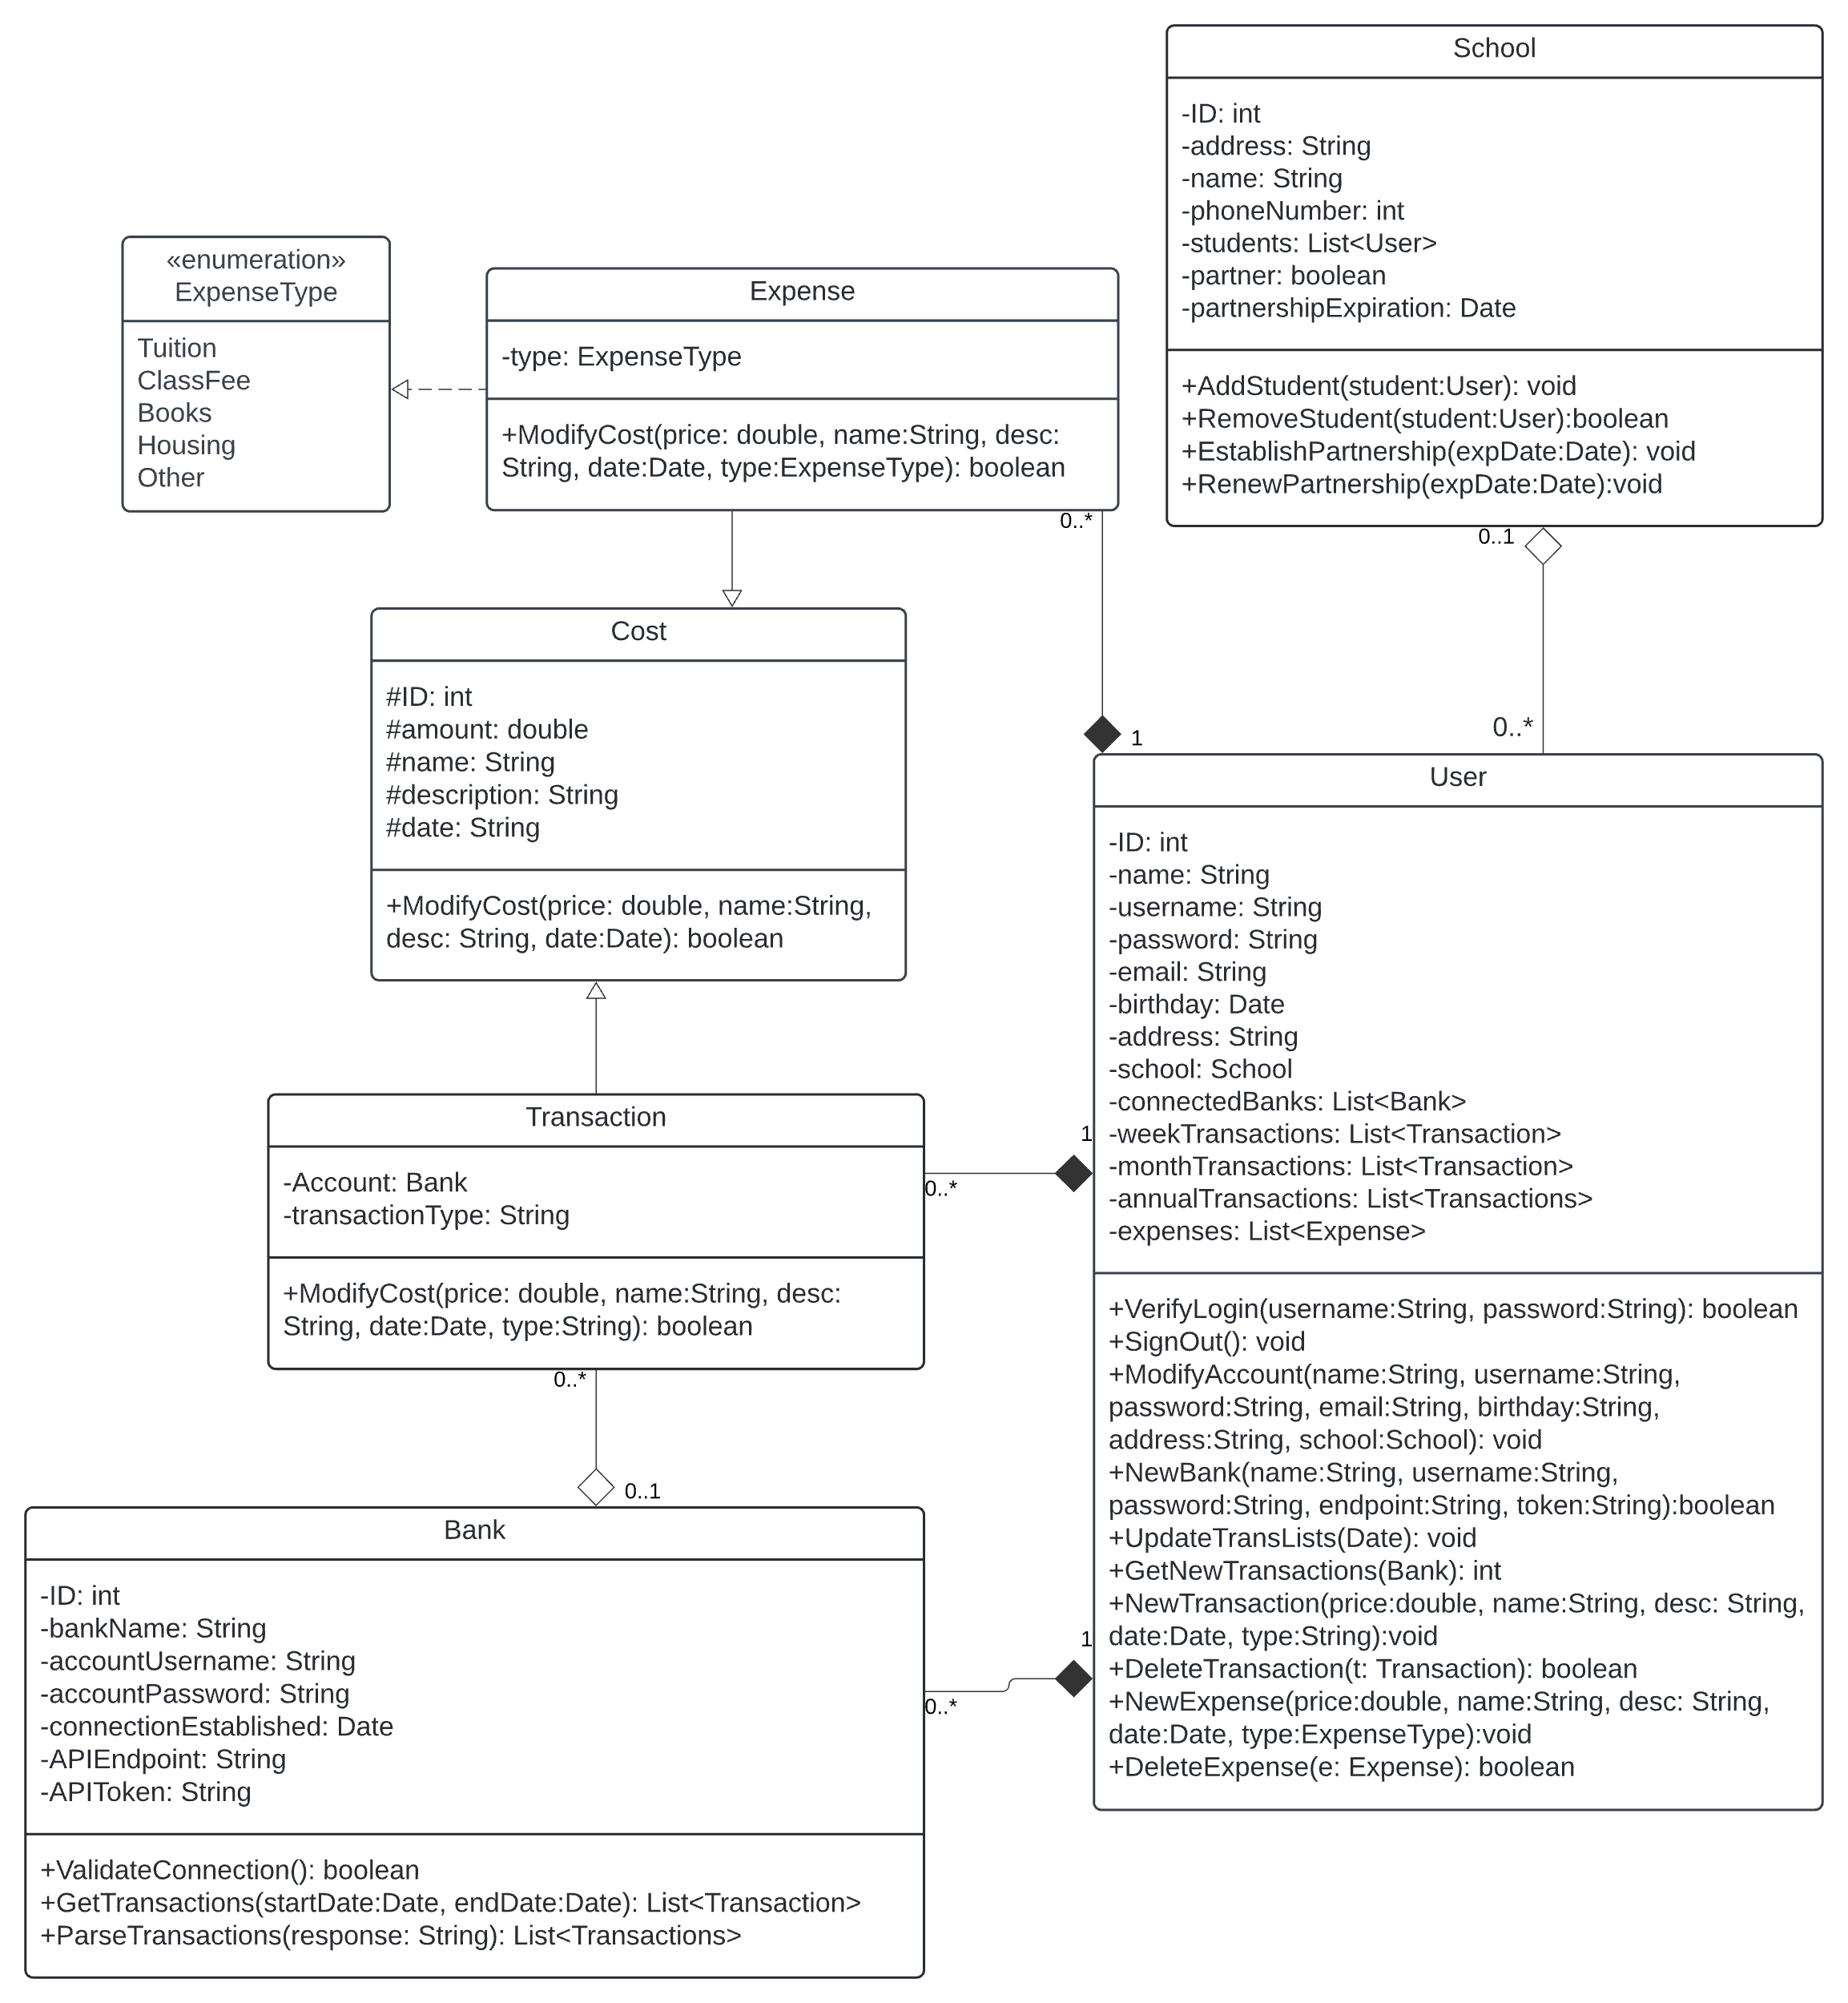 School
-ID: int
-address: String
-name: String
-phoneNumber: int
-students: List<User>
-partner: boolean
-partnershipExpiration: Date
+AddStudent(student:User): void
+RemoveStudent(student:User):boolean
+EstablishPartnership(expDate:Date): void
+RenewPartnership(expDate:Date):void
0..1
0..*
«enumeration»
ExpenseType
Tuition
ClassFee
Books
Housing
Other
Expense
-type: ExpenseType
+ModifyCost(price: double, name:String, desc:
String, date:Date, type:ExpenseType): boolean
0..*
1
Cost
#ID: int
#amount: double
#name: String
#description: String
#date: String
+ModifyCost(price: double, name:String,
desc: String, date:Date): boolean
User
-ID: int
-name: String
-username: String
-password: String
-email: String
-birthday: Date
-address: String
-school: School
-connectedBanks: List<Bank>
-weekTransactions: List<Transaction>
-monthTransactions: List<Transaction>
-annualTransactions: List<Transactions>
-expenses: List<Expense>
+VerifyLogin(username:String, password:String): boolean
+SignOut(): void
+ModifyAccount(name:String, username:String,
password:String, email:String, birthday:String,
address:String, school:School): void
+NewBank(name:String, username:String,
password:String, endpoint:String, token:String):boolean
+UpdateTransLists(Date): void
+GetNewTransactions(Bank): int
+NewTransaction(price:double, name:String, desc: String,
date:Date, type:String):void
+DeleteTransaction(t: Transaction): boolean
+NewExpense(price:double, name:String, desc: String,
date:Date, type:ExpenseType):void
+DeleteExpense(e: Expense): boolean
Transaction
-Account: Bank
-transactionType: String
+ModifyCost(price: double, name:String, desc:
String, date:Date, type:String): boolean
1
0..*
0..*
0..1
Bank
-ID: int
-bankName: String
-accountUsername: String
-accountPassword: String
-connectionEstablished: Date
-APIEndpoint: String
-APIToken: String
+ValidateConnection(): boolean
+GetTransactions(startDate:Date, endDate:Date): List<Transaction>
+ParseTransactions(response: String): List<Transactions>
1
0..*